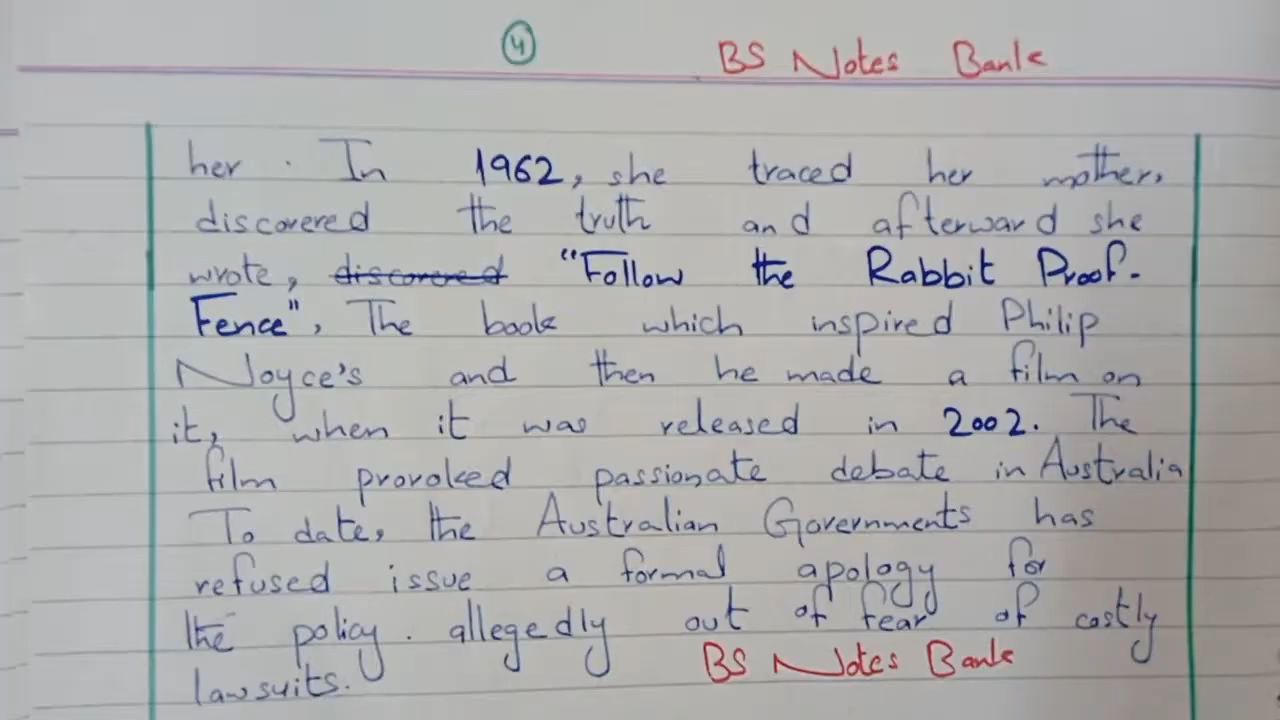 4 BS Notes Bank
her . In 1962, she traced her mother,
discovered the truth and afterward she
wrote, discovered "Follow the Rabbit Proof-
Fence", The book which inspired Philip
Noyce's and then he made a film on
it, when it was released in 2002. The
film provoked passionate debate in Australia
To date, the Australian Governments has
refused issue a formal apology for
the policy. allegedly out of fear of costly
lawsuits. BS Notes Bank